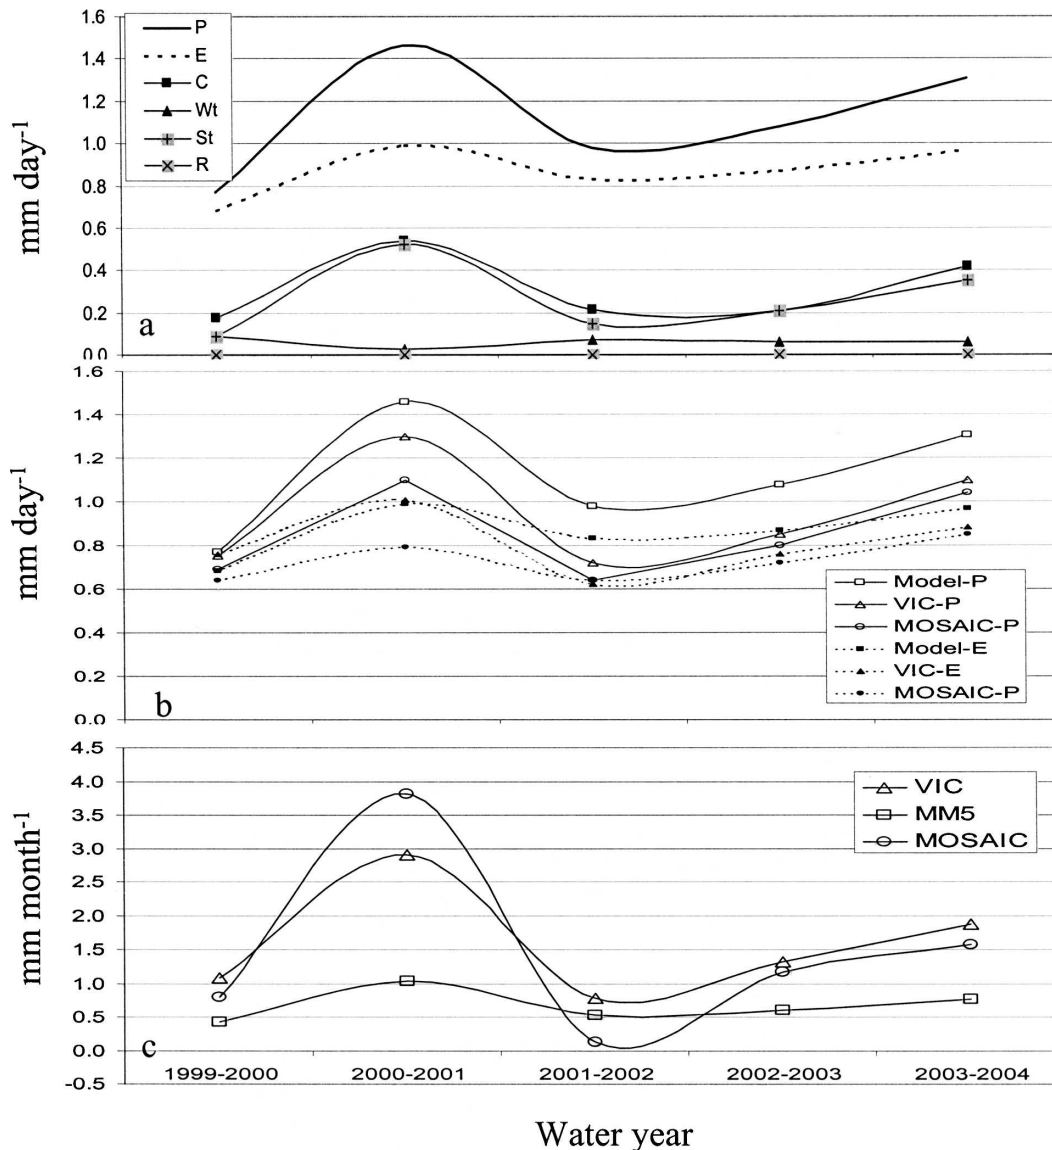 1.6
1.4
1.2
1.0
0.8
0.6
0.4
0.2
0.0
mm day-1
P
E
C
Wt
St
R
a
1.6
1.4
1.2
1.0
0.8
0.6
0.4
0.2
0.0
mm day-1
Model-P
VIC-P
MOSAIC-P
Model-E
VIC-E
MOSAIC-P
b
4.5
4.0
3.5
3.0
2.5
2.0
1.5
1.0
0.5
0.0
-0.5
mm month-1
VIC
MM5
MOSAIC
c
1999-2000 2000-2001 2001-2002 2002-2003 2003-2004
Water year